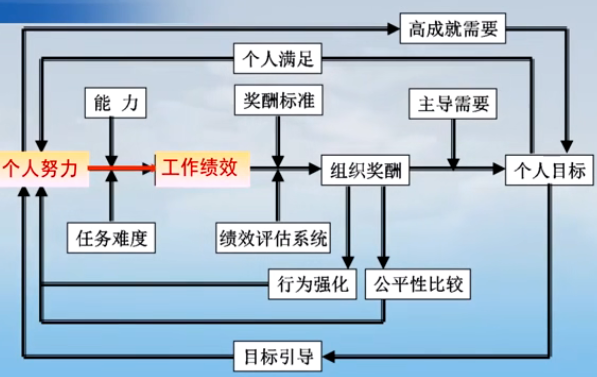 高成就需要
个人满足
能 力
奖酬标准
主导需要
个人努力
工作绩效
组织奖酬
个人目标
任务难度
绩效评估系统
行为强化
公平性比较
目标引导